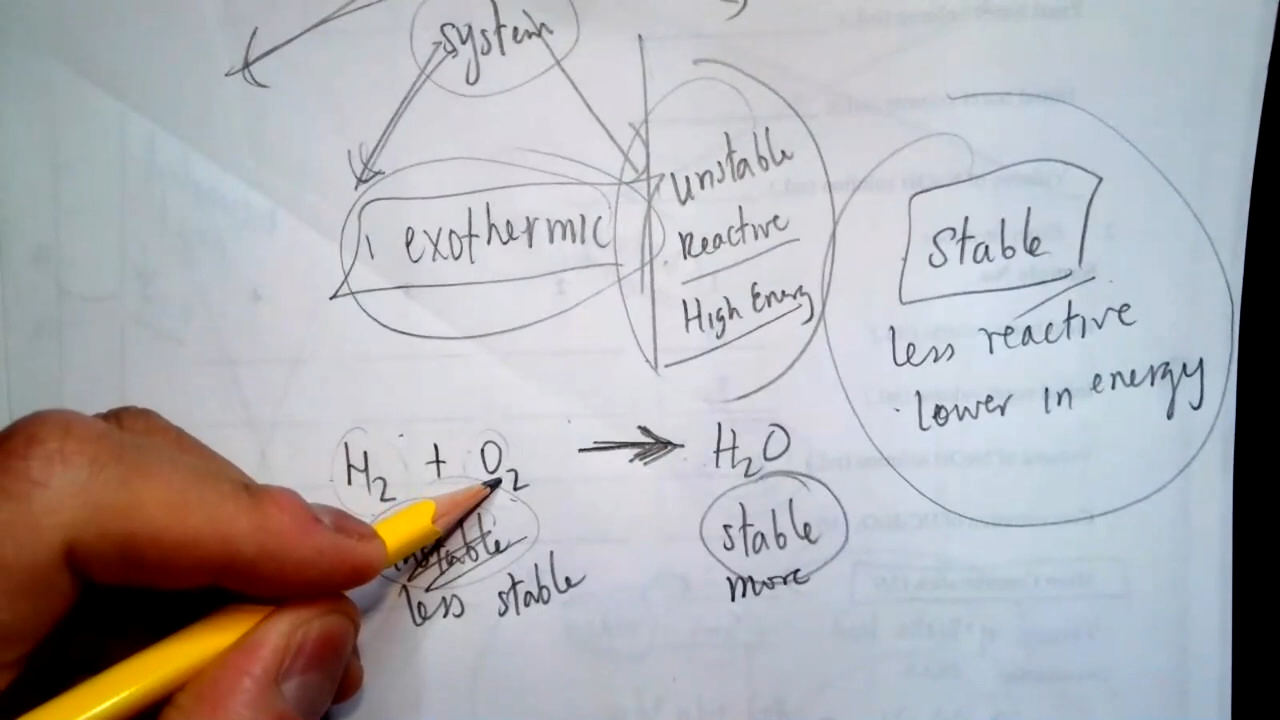 system
exothermic
Unstable
Reactive
High Energy
Stable
less reactive
lower in energy
H₂ + O₂ → H₂O
less stable
stable
more